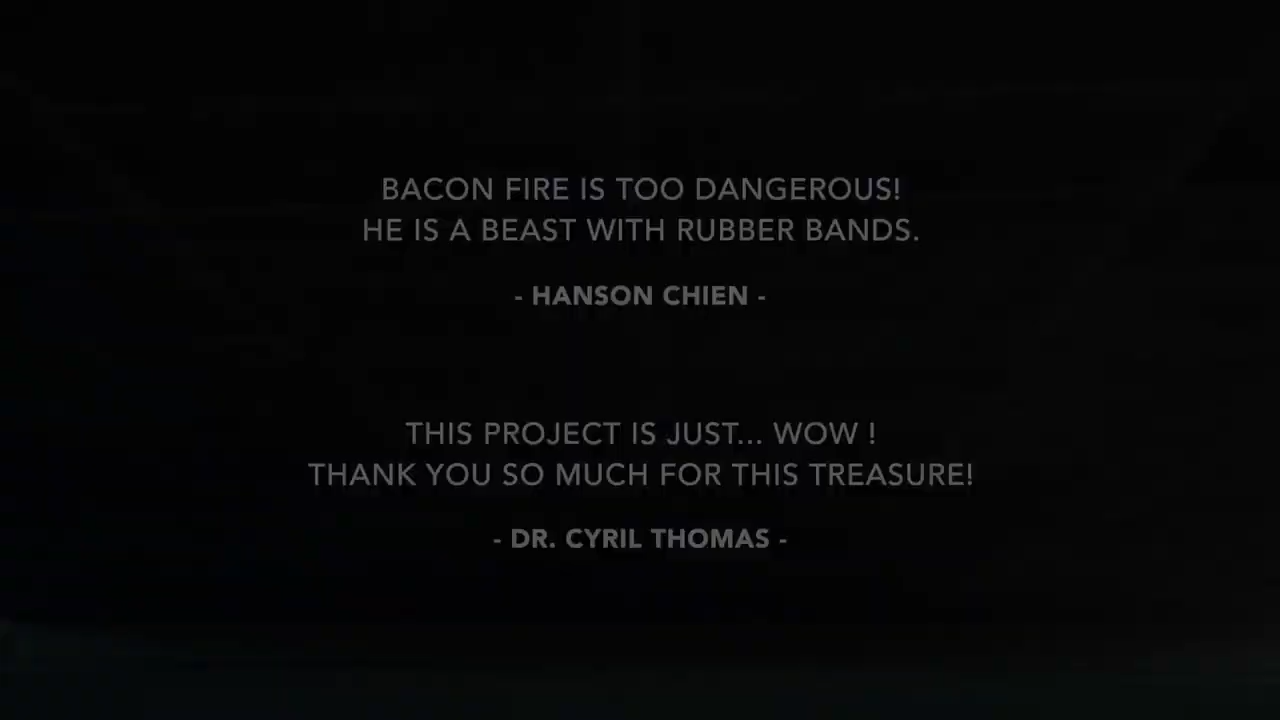 BACON FIRE IS TOO DANGEROUS!
HE IS A BEAST WITH RUBBER BANDS.
- HANSON CHIEN -
THIS PROJECT IS JUST... WOW !
THANK YOU SO MUCH FOR THIS TREASURE!
- DR. CYRIL THOMAS -